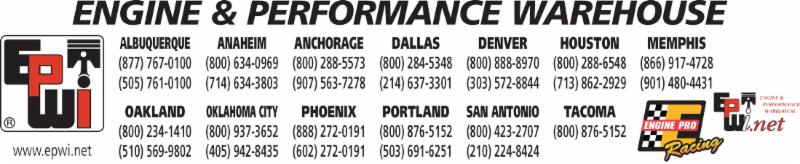 ENGINE & PERFORMANCE WAREHOUSE
EPWI
®
www.epwi.net
ALBUQUERQUE ANAHEIM ANCHORAGE DALLAS DENVER HOUSTON MEMPHIS
(877) 767-0100 (800) 634-0969 (800) 288-5573 (800) 284-5348 (800) 888-8970 (800) 288-6548 (866) 917-4728
(505) 761-0100 (714) 634-3803 (907) 563-7278 (214) 637-3301 (303) 572-8844 (713) 862-2929 (901) 480-4431
OAKLAND OKLAHOMA CITY PHOENIX PORTLAND SAN ANTONIO TACOMA
(800) 234-1410 (800) 937-3652 (888) 272-0191 (800) 876-5152 (800) 423-2707 (800) 876-5152
(510) 569-9802 (405) 942-8435 (602) 272-0191 (503) 691-6251 (210) 224-8424
ENGINE PRO
Racing
EPWi.net
ENGINE &
PERFORMANCE
WAREHOUSE